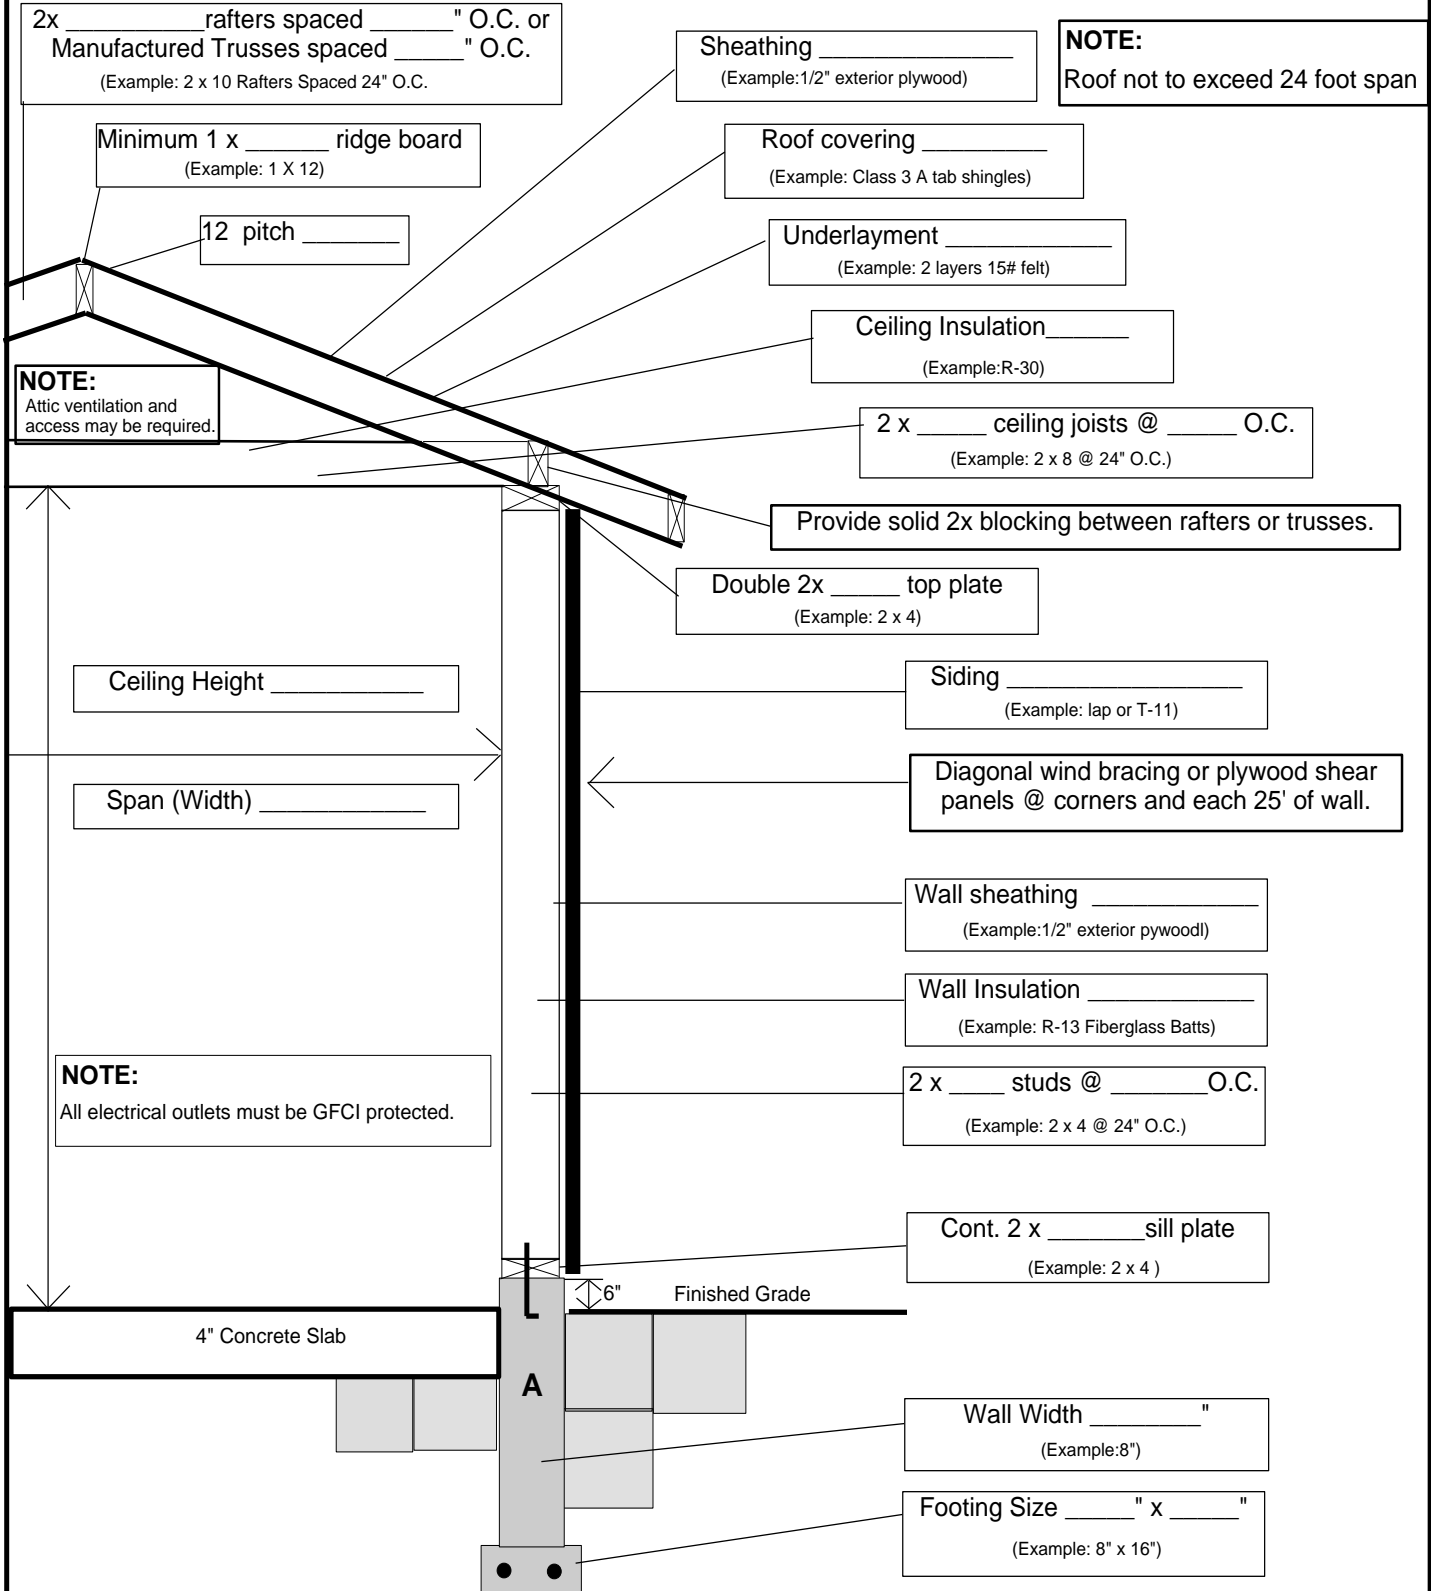 2x __________rafters spaced ______" O.C. or
Manufactured Trusses spaced _____" O.C.
(Example: 2 x 10 Rafters Spaced 24" O.C.
Sheathing ______________
(Example:1/2" exterior plywood)
NOTE:
Roof not to exceed 24 foot span
Minimum 1 x ______ ridge board
(Example: 1 X 12)
Roof covering _________
(Example: Class 3 A tab shingles)
12 pitch _______
Underlayment ____________
(Example: 2 layers 15# felt)
Ceiling Insulation______
(Example:R-30)
NOTE:
Attic ventilation and
access may be required.
2 x _____ ceiling joists @ _____ O.C.
(Example: 2 x 8 @ 24" O.C.)
Provide solid 2x blocking between rafters or trusses.
Double 2x _____ top plate
(Example: 2 x 4)
Ceiling Height ___________
Siding _________________
(Example: lap or T-11)
Span (Width) ____________
Diagonal wind bracing or plywood shear
panels @ corners and each 25' of wall.
Wall sheathing ____________
(Example:1/2" exterior pywoodl)
Wall Insulation ____________
(Example: R-13 Fiberglass Batts)
NOTE:
All electrical outlets must be GFCI protected.
2 x ____ studs @ _______O.C.
(Example: 2 x 4 @ 24" O.C.)
Cont. 2 x _______sill plate
(Example: 2 x 4 )
6"
Finished Grade
4" Concrete Slab
A
Wall Width ________"
(Example:8")
Footing Size _____" x _____"
(Example: 8" x 16")